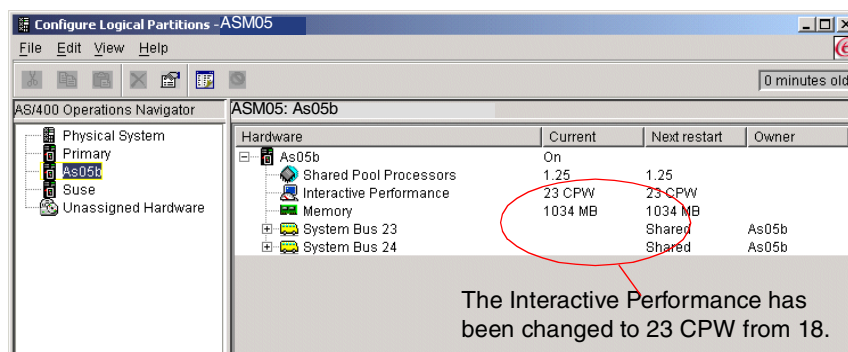 Configure Logical Partitions - ASM05
File Edit View Help
0 minutes old
AS/400 Operations Navigator
ASM05: As05b
Physical System
Primary
As05b
Suse
Unassigned Hardware
Hardware Current Next restart Owner
As05b On
Shared Pool Processors 1.25 1.25
Interactive Performance 23 CPW 23 CPW
Memory 1034 MB 1034 MB
System Bus 23 Shared As05b
System Bus 24 Shared As05b
The Interactive Performance has
been changed to 23 CPW from 18.